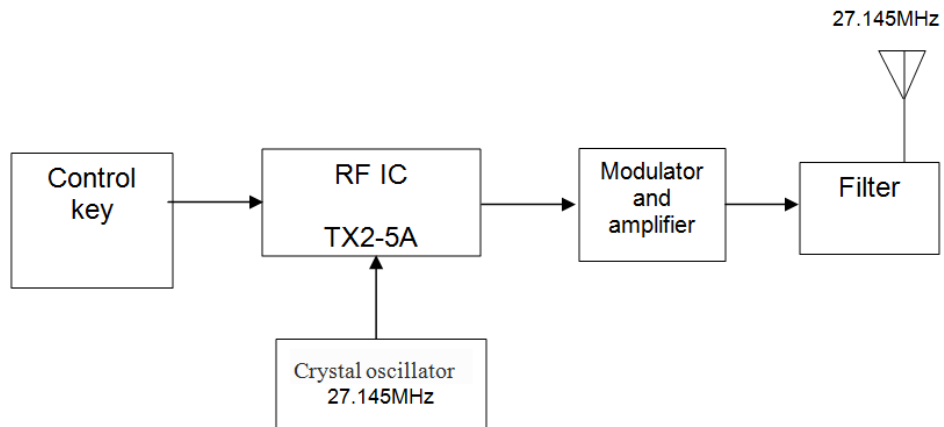 27.145MHz
Control
key
RF IC
TX2-5A
Modulator
and
amplifier
Filter
Crystal oscillator
27.145MHz